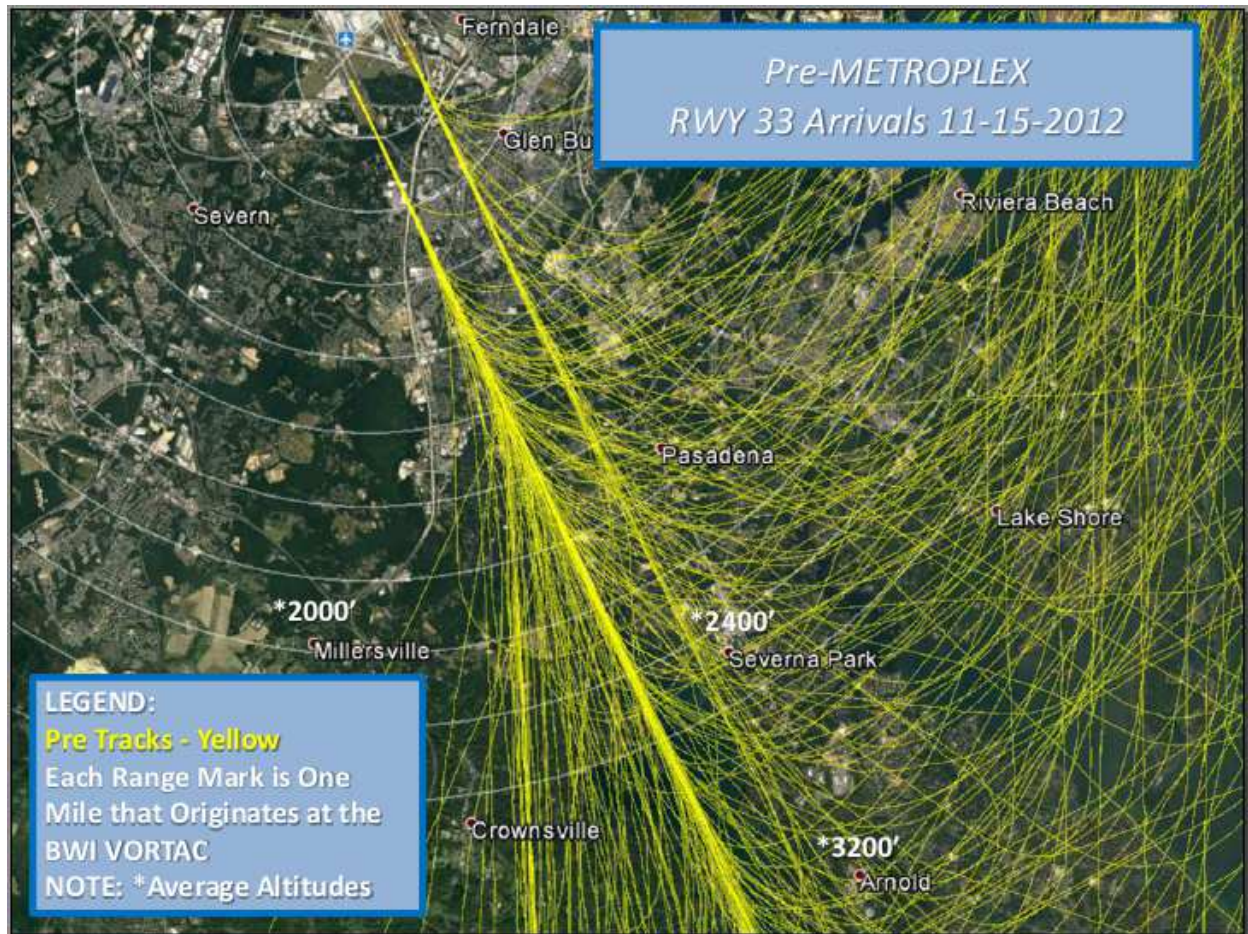 Ferndale
Pre-METROPLEX
RWY 33 Arrivals 11-15-2012
Glen Bu
Riviera Beach
Severn
Pasadena
Lake Shore
*2000'
Millersville
*2400'
Severna Park
LEGEND:
Pre Tracks - Yellow
Each Range Mark is One
Mile that Originates at the
BWI VORTAC
NOTE: *Average Altitudes
Crownsville
*3200'
Arnold